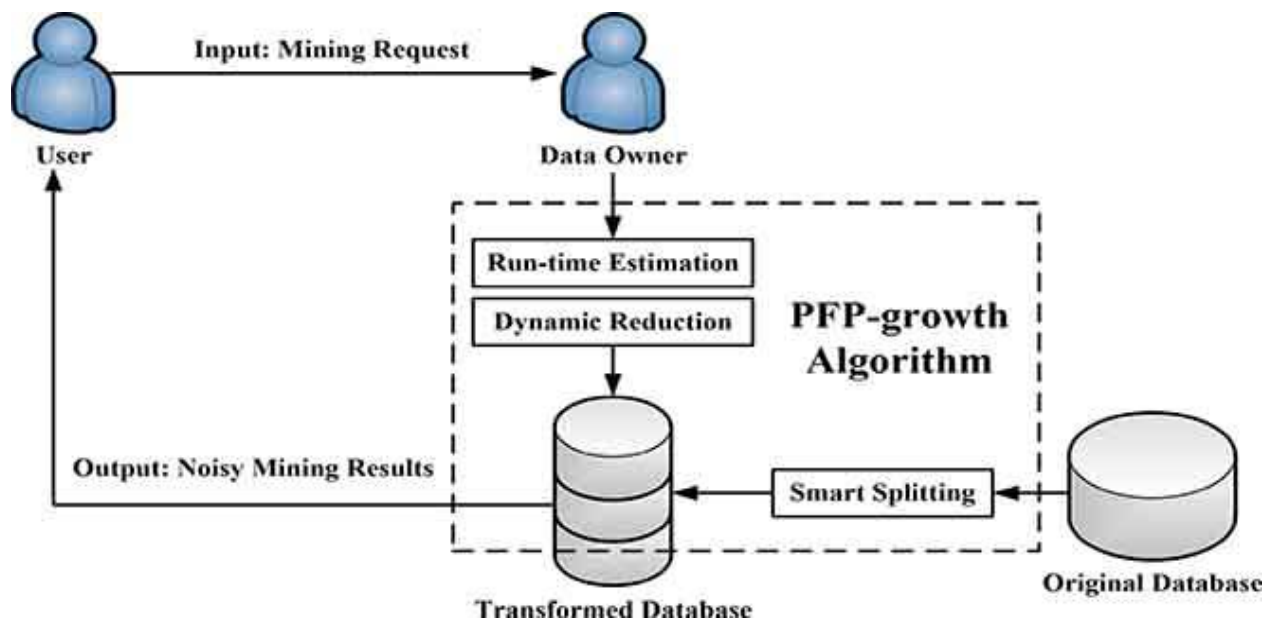 Input: Mining Request
User
Data Owner
Run-time Estimation
Dynamic Reduction
PFP-growth
Algorithm
Output: Noisy Mining Results
Smart Splitting
Original Database
Transformed Database